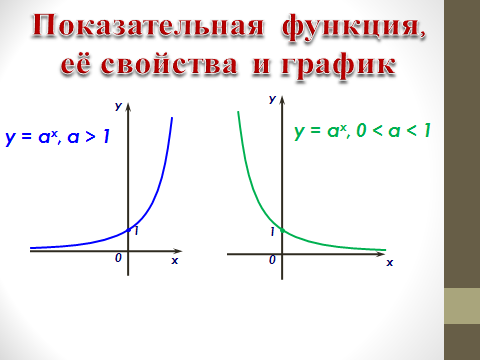 Показательная функция,
её свойства и график
y = aˣ, a > 1
y
1
0
x
y = aˣ, 0 < a < 1
y
1
0
x